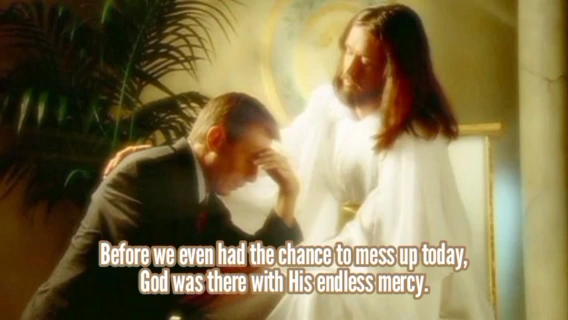 Before we even had the chance to mess up today,
God was there with His endless mercy.